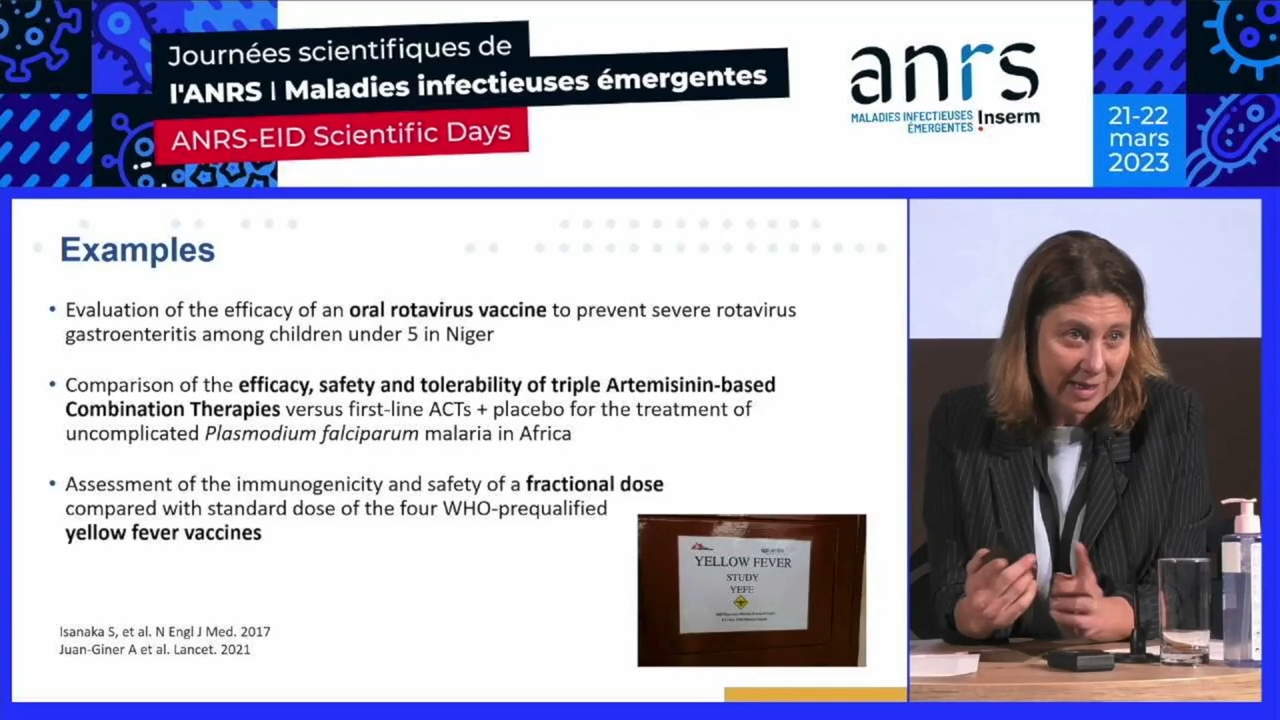 Journées scientifiques de
l'ANRS | Maladies infectieuses émergentes
ANRS-EID Scientific Days
anrs
MALADIES INFECTIEUSES
ÉMERGENTES
Inserm
21-22
mars
2023
Examples
• Evaluation of the efficacy of an oral rotavirus vaccine to prevent severe rotavirus
gastroenteritis among children under 5 in Niger
• Comparison of the efficacy, safety and tolerability of triple Artemisinin-based
Combination Therapies versus first-line ACTs + placebo for the treatment of
uncomplicated Plasmodium falciparum malaria in Africa
• Assessment of the immunogenicity and safety of a fractional dose
compared with standard dose of the four WHO-prequalified
yellow fever vaccines
YELLOW FEVER
STUDY
YEFE
Isanaka S, et al. N Engl J Med. 2017
Juan-Giner A et al. Lancet. 2021